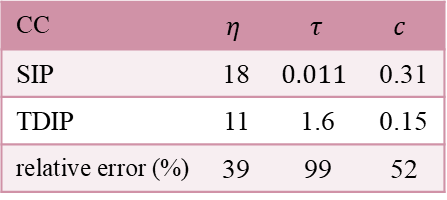 CC η τ c
SIP 18 0.011 0.31
TDIP 11 1.6 0.15
relative error (%) 39 99 52